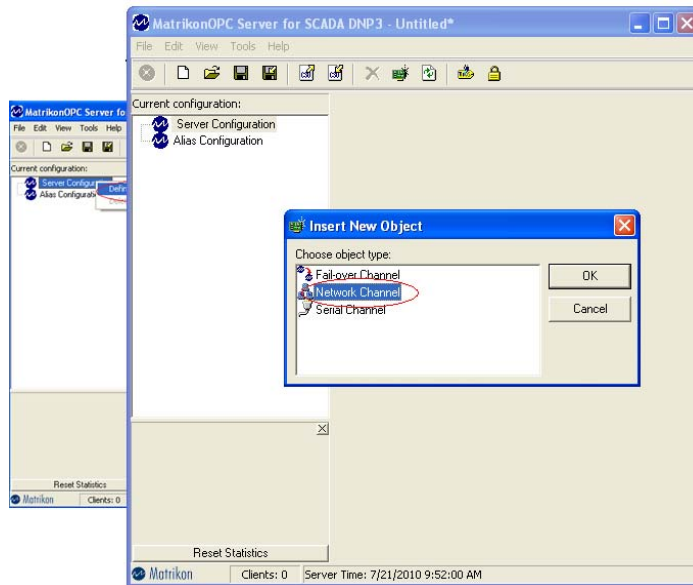 MatrikonOPC Server for SCADA DNP3 - Untitled*
File Edit View Tools Help
Current configuration:
Server Configuration
Alias Configuration
Insert New Object
Choose object type:
Fail-over Channel
Network Channel
Serial Channel
OK
Cancel
Reset Statistics
Matrikon
Clients: 0
Server Time: 7/21/2010 9:52:00 AM
MatrikonOPC Server fo
File Edit View Tools Help
Current configuration:
Server Configura
Alias Configurati
Defin
Reset Statistics
Matrikon
Clients: 0